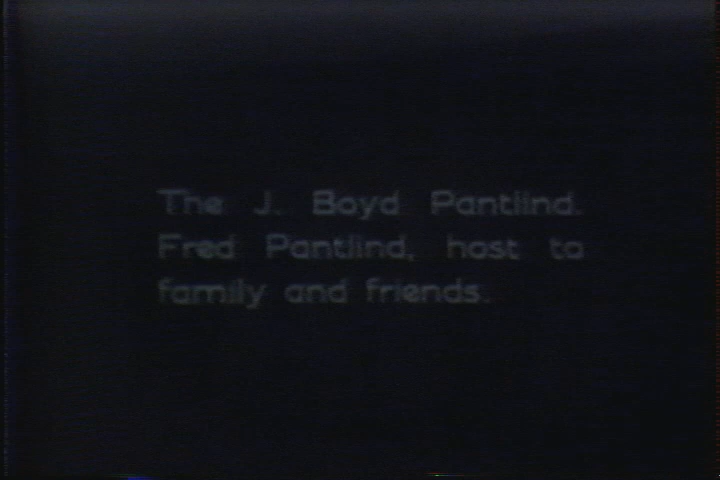 The J. Boyd Pantlind.
Fred Pantlind, host to
family and friends.